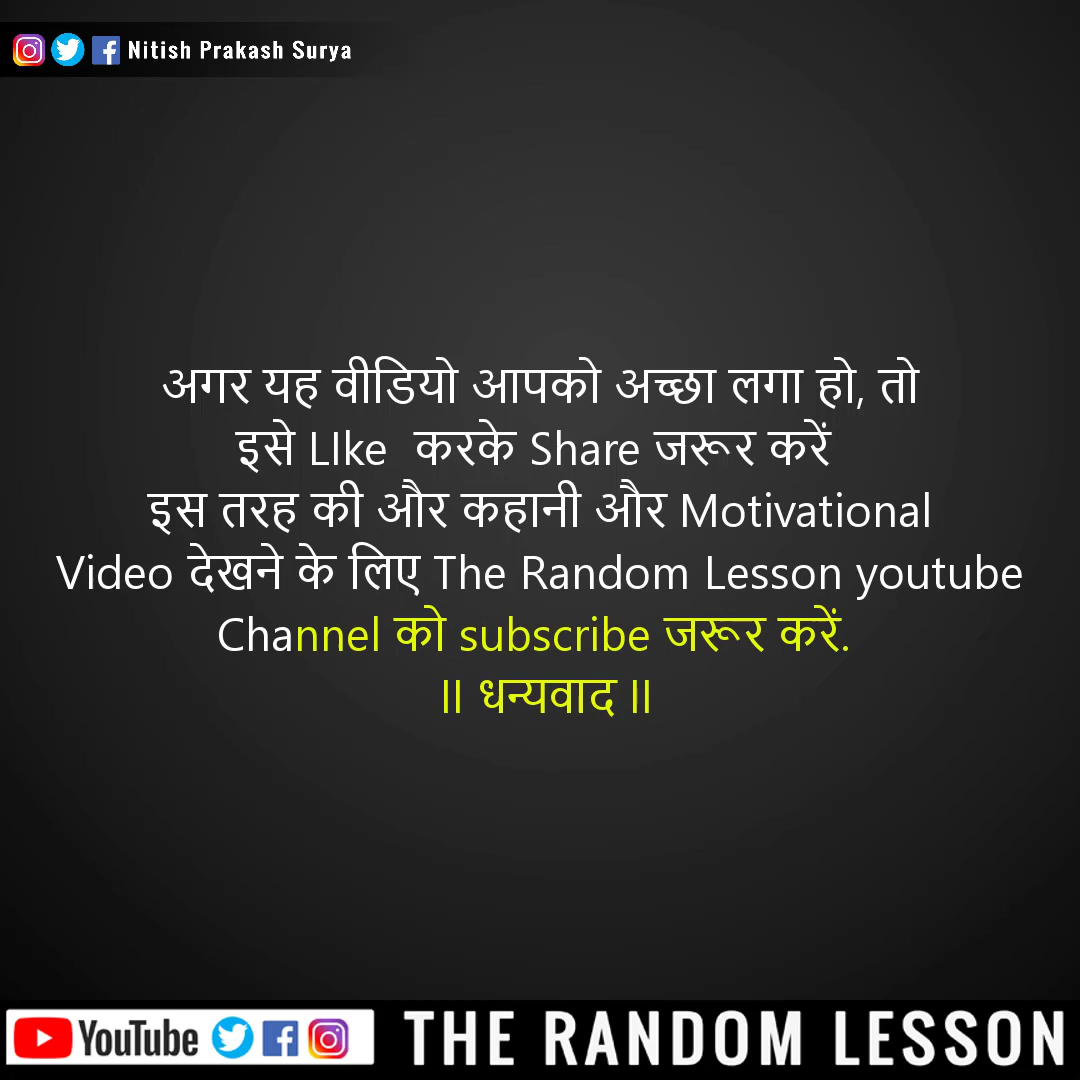 Nitish Prakash Surya
अगर यह वीडियो आपको अच्छा लगा हो, तो
इसे LIke करके Share जरूर करें
इस तरह की और कहानी और Motivational
Video देखने के लिए The Random Lesson youtube
Channel को subscribe जरूर करें.
॥ धन्यवाद ॥
YouTube THE RANDOM LESSON